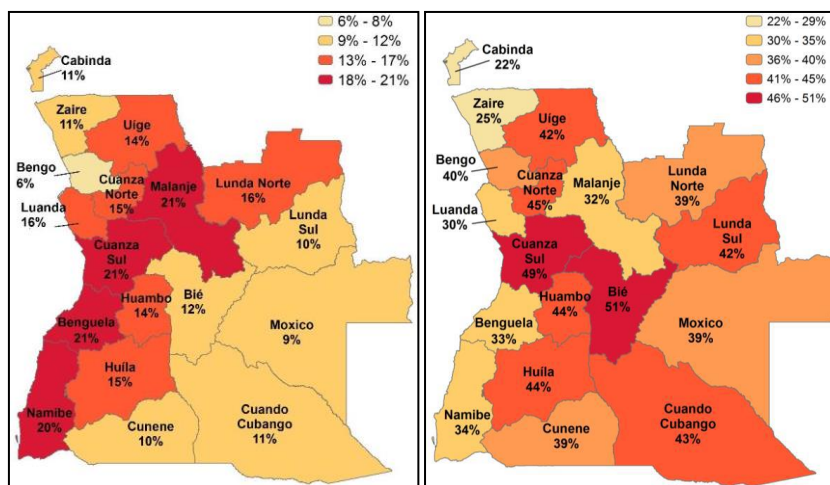 6% - 8%
9% - 12%
13% - 17%
18% - 21%
Cabinda
11%
Zaire
11%
Uíge
14%
Bengo
6%
Cuanza
Norte
15%
Malanje
21%
Lunda Norte
16%
Luanda
16%
Lunda
Sul
10%
Cuanza
Sul
21%
Huambo
14%
Bié
12%
Benguela
21%
Moxico
9%
Huíla
15%
Namibe
20%
Cunene
10%
Cuando
Cubango
11%
22% - 29%
30% - 35%
36% - 40%
41% - 45%
46% - 51%
Cabinda
22%
Zaire
25%
Uíge
42%
Bengo
40%
Cuanza
Norte
45%
Malanje
32%
Lunda
Norte
39%
Luanda
30%
Lunda
Sul
42%
Cuanza
Sul
49%
Huambo
44%
Bié
51%
Benguela
33%
Moxico
39%
Huíla
44%
Namibe
34%
Cunene
39%
Cuando
Cubango
43%